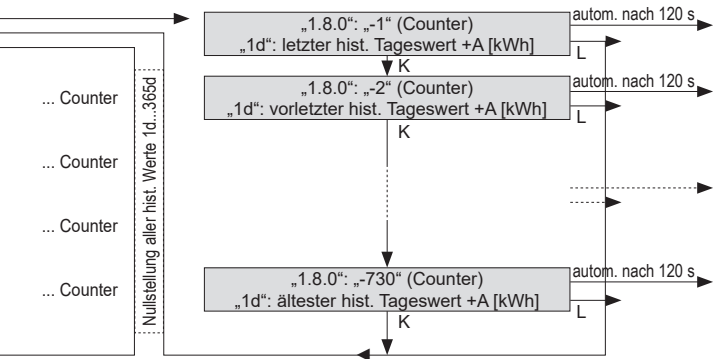 „1.8.0“: „-1“ (Counter)
„1d“: letzter hist. Tageswert +A [kWh]
autom. nach 120 s
L
K
„1.8.0“: „-2“ (Counter)
„1d“: vorletzter hist. Tageswert +A [kWh]
autom. nach 120 s
L
K
... Counter
... Counter
... Counter
... Counter
Nullstellung aller hist. Werte 1d...365d
„1.8.0“: „-730“ (Counter)
„1d“: ältester hist. Tageswert +A [kWh]
autom. nach 120 s
L
K